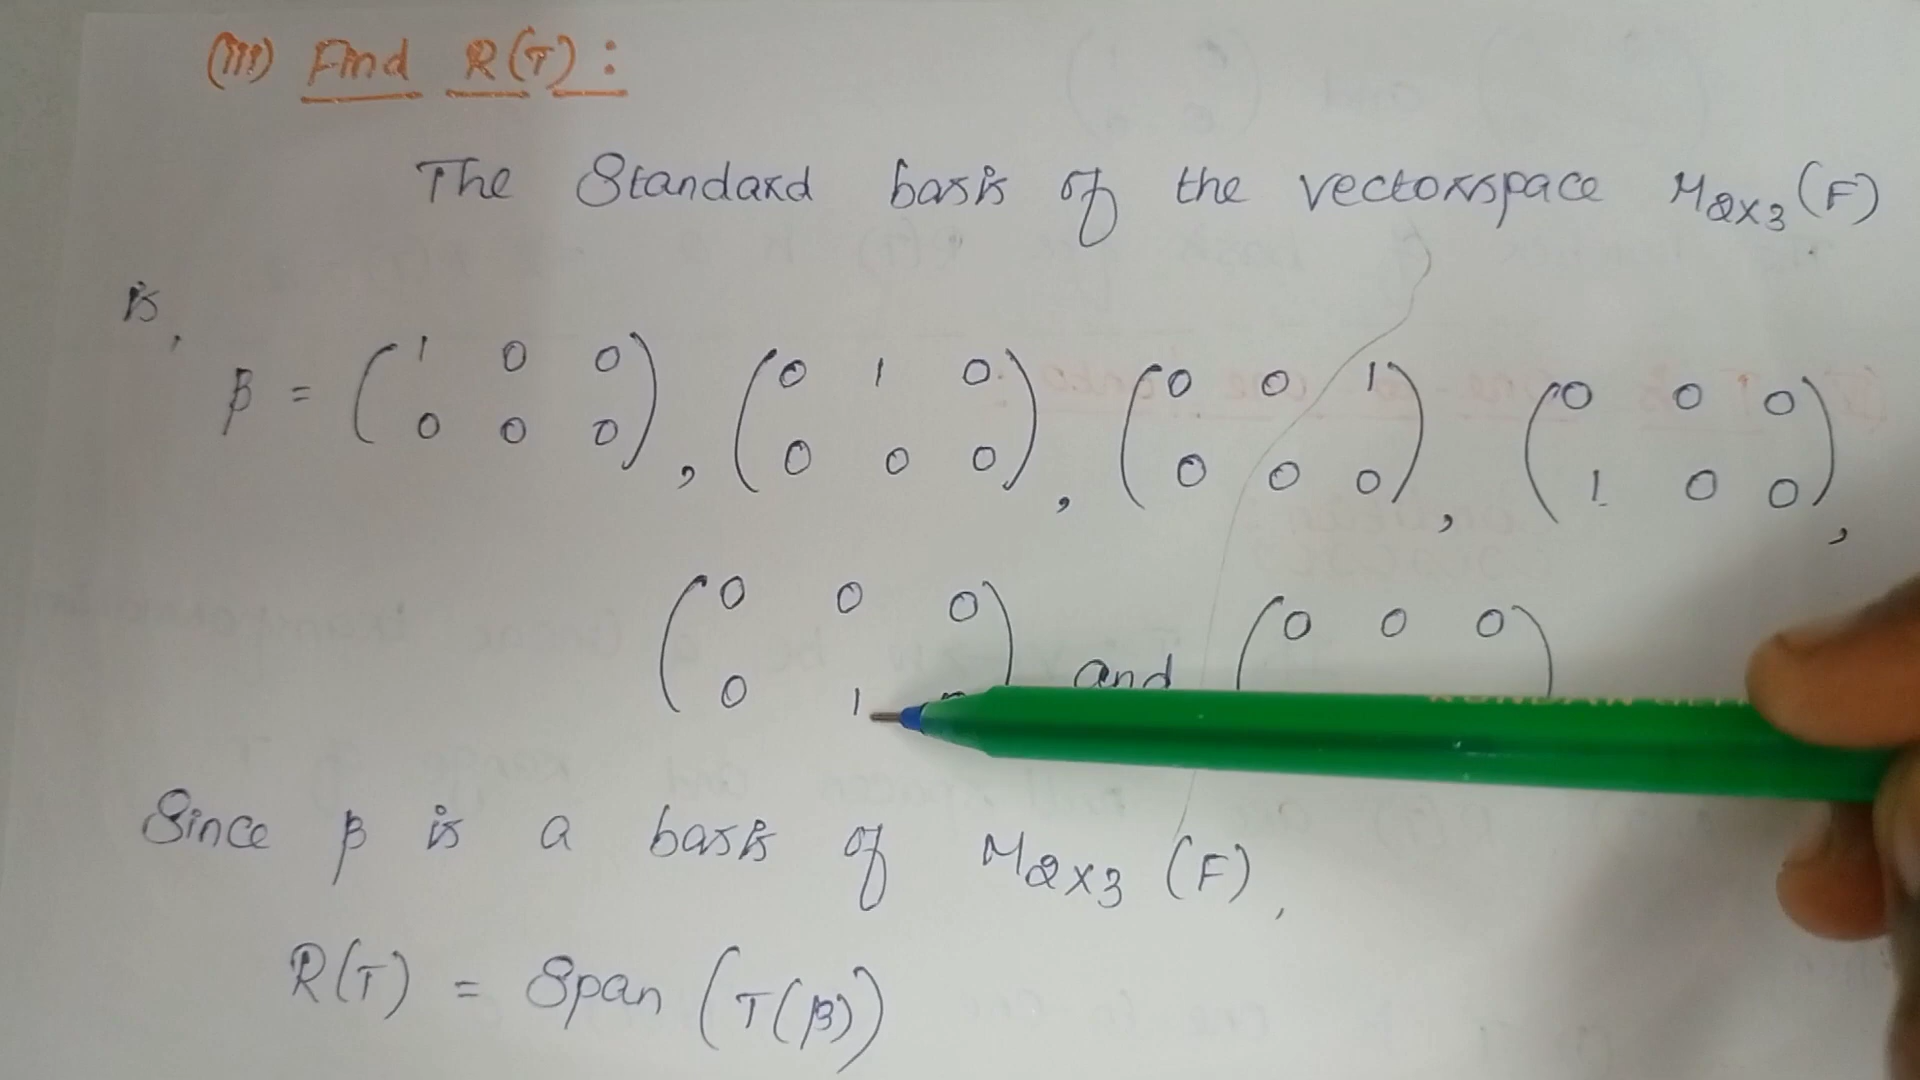 (iii) Find R(T) :
The Standard basis of the vectorspace M2x3 (F)
is,
β = ( 1 0 0 ) , ( 0 1 0 ) , ( 0 0 1 ) , ( 0 0 0 ) ,
( 0 0 0 ) ( 0 0 0 ) ( 0 0 0 ) ( 1 0 0 )
( 0 0 0 ) and ( 0 0 0 )
( 0 1
Since β is a basis of M2x3 (F),
R(T) = Span (T(β))